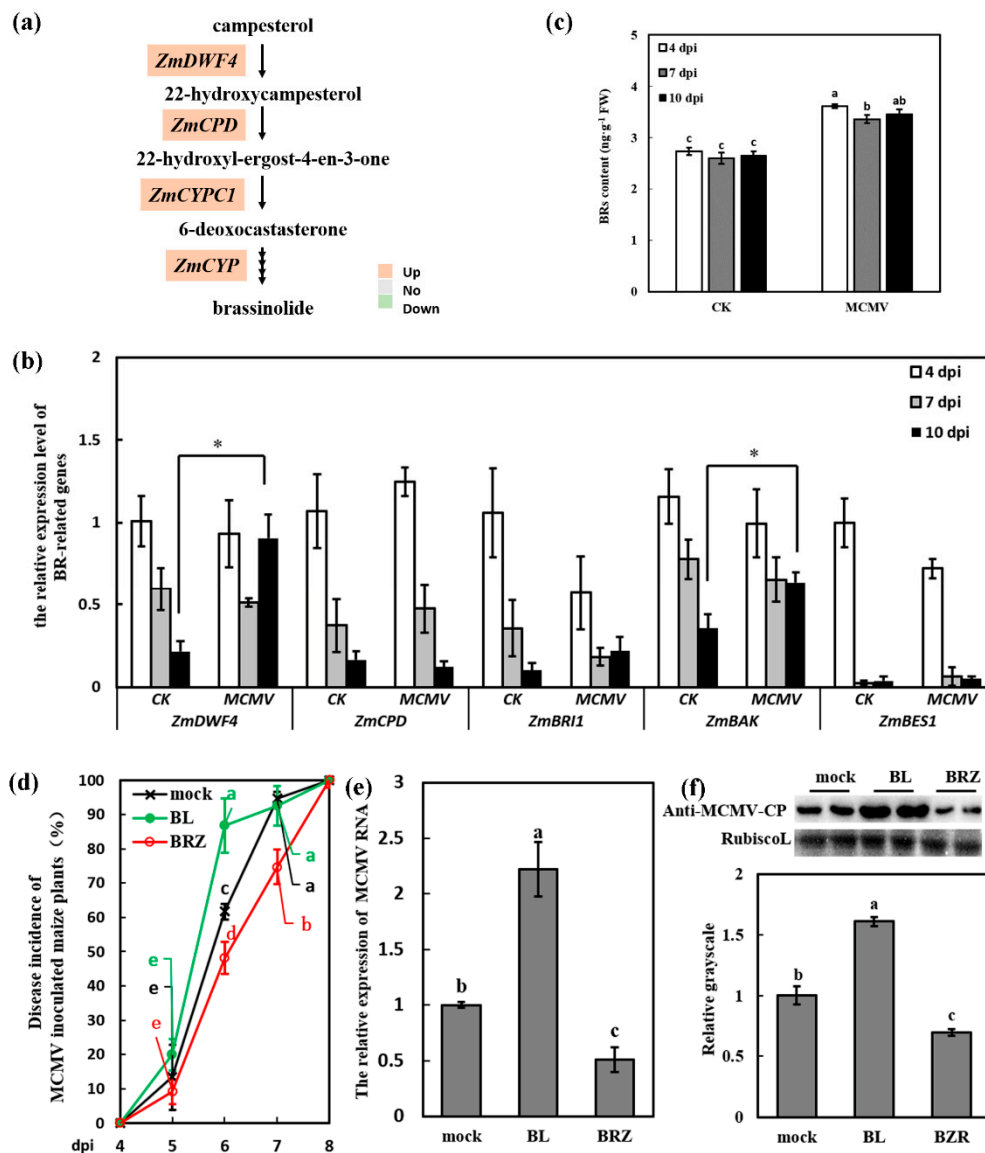 (a)
campesterol
ZmDWF4
22-hydroxycampesterol
ZmCPD
22-hydroxyl-ergost-4-en-3-one
ZmCYPC1
6-deoxocastasterone
ZmCYP
brassinolide
Up
No
Down
(c)
BRs content (ng·g⁻¹ FW)
5
4
3
2
1
0
4 dpi
7 dpi
10 dpi
c c c
a b ab
CK MCMV
(b)
the relative expression level of
BR-related genes
2
1.5
1
0.5
0
4 dpi
7 dpi
10 dpi
* *
CK MCMV CK MCMV CK MCMV CK MCMV CK MCMV
ZmDWF4 ZmCPD ZmBRI1 ZmBAK ZmBES1
(d)
Disease incidence of
MCMV inoculated maize plants (%)
100
90
80
70
60
50
40
30
20
10
0
mock
BL
BRZ
a
a
c
a
d
b
e
e
e
dpi 4 5 6 7 8
(e)
The relative expression of MCMV RNA
3
2.5
2
1.5
1
0.5
0
b a c
mock BL BRZ
(f)
mock BL BRZ
Anti-MCMV-CP
RubiscoL
Relative grayscale
2
1.5
1
0.5
0
b a c
mock BL BZR